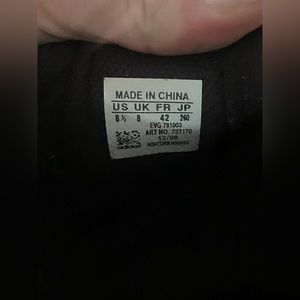 MADE IN CHINA
US UK FR JP
8½ 8 42 260
EVG 791003
ART NO. 737170
12/08
adidas